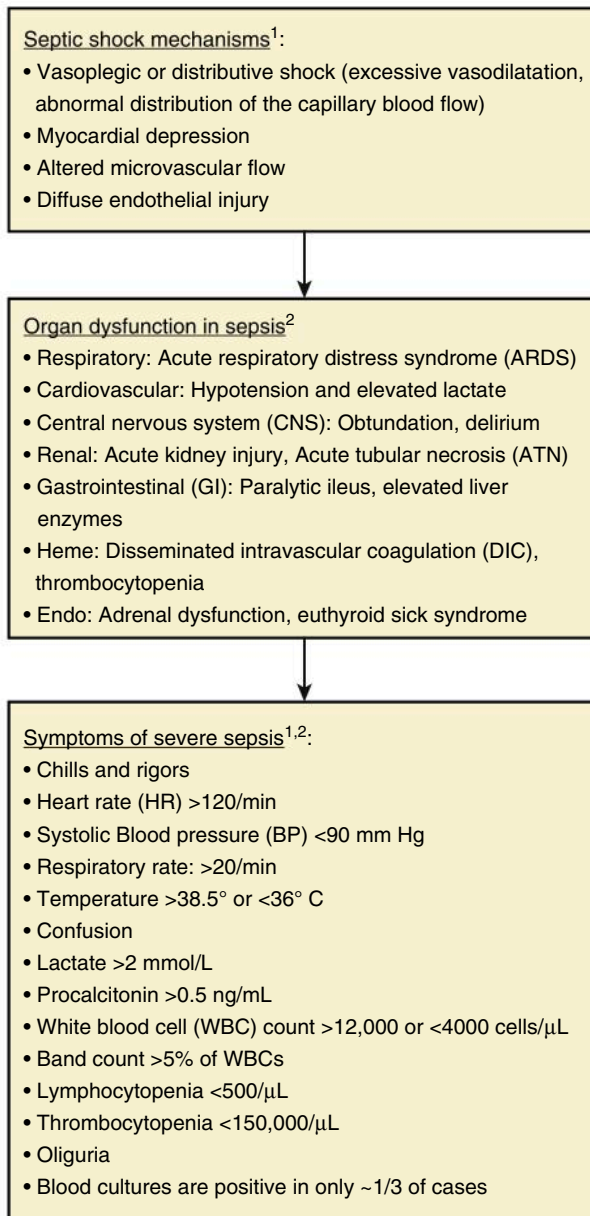 Septic shock mechanisms1:
• Vasoplegic or distributive shock (excessive vasodilatation,
abnormal distribution of the capillary blood flow)
• Myocardial depression
• Altered microvascular flow
• Diffuse endothelial injury
Organ dysfunction in sepsis2
• Respiratory: Acute respiratory distress syndrome (ARDS)
• Cardiovascular: Hypotension and elevated lactate
• Central nervous system (CNS): Obtundation, delirium
• Renal: Acute kidney injury, Acute tubular necrosis (ATN)
• Gastrointestinal (GI): Paralytic ileus, elevated liver
enzymes
• Heme: Disseminated intravascular coagulation (DIC),
thrombocytopenia
• Endo: Adrenal dysfunction, euthyroid sick syndrome
Symptoms of severe sepsis1,2:
• Chills and rigors
• Heart rate (HR) >120/min
• Systolic Blood pressure (BP) <90 mm Hg
• Respiratory rate: >20/min
• Temperature >38.5° or <36° C
• Confusion
• Lactate >2 mmol/L
• Procalcitonin >0.5 ng/mL
• White blood cell (WBC) count >12,000 or <4000 cells/μL
• Band count >5% of WBCs
• Lymphocytopenia <500/μL
• Thrombocytopenia <150,000/μL
• Oliguria
• Blood cultures are positive in only ~1/3 of cases